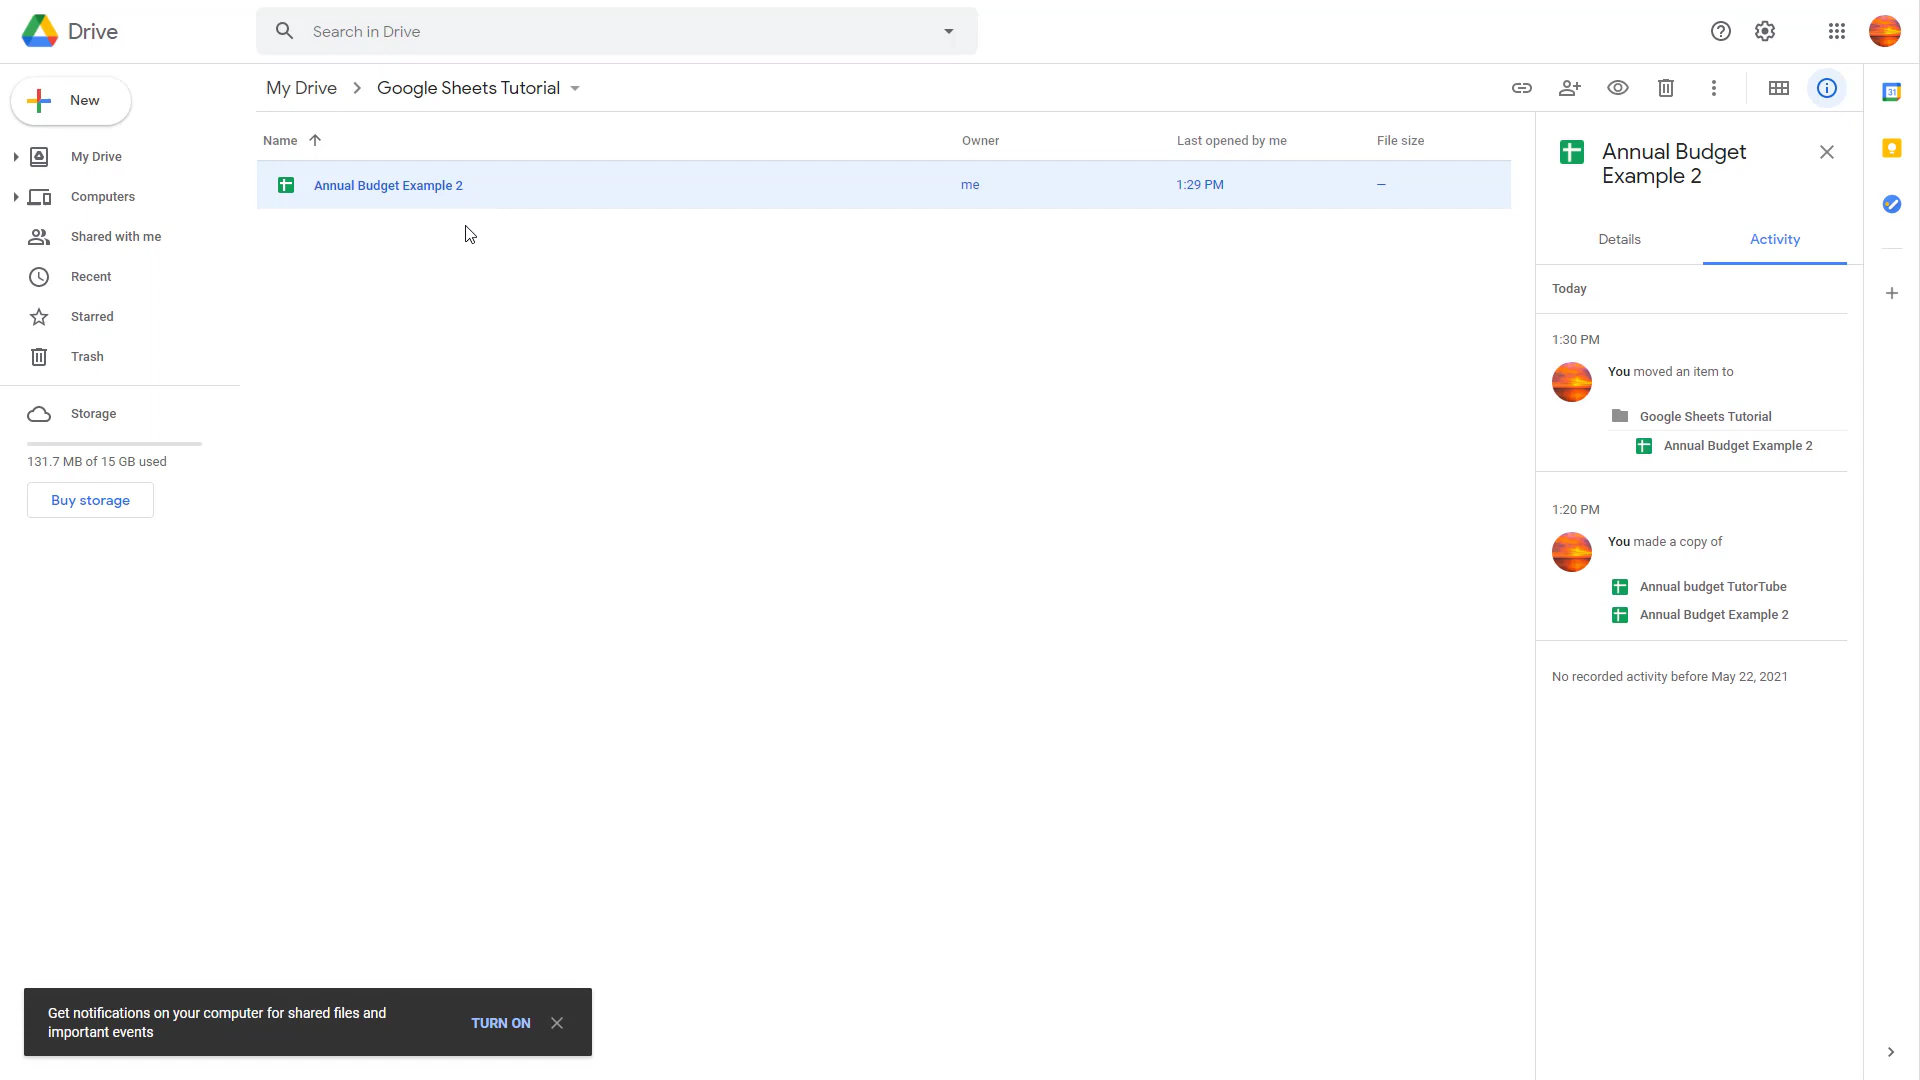 Drive
Search in Drive
New
My Drive
Computers
Shared with me
Recent
Starred
Trash
Storage
131.7 MB of 15 GB used
Buy storage
My Drive
Google Sheets Tutorial
Name
Owner
Last opened by me
File size
Annual Budget Example 2
me
1:29 PM
–
Annual Budget
Example 2
Details
Activity
Today
1:30 PM
You moved an item to
Google Sheets Tutorial
Annual Budget Example 2
1:20 PM
You made a copy of
Annual budget TutorTube
Annual Budget Example 2
No recorded activity before May 22, 2021
31
Get notifications on your computer for shared files and
important events
TURN ON